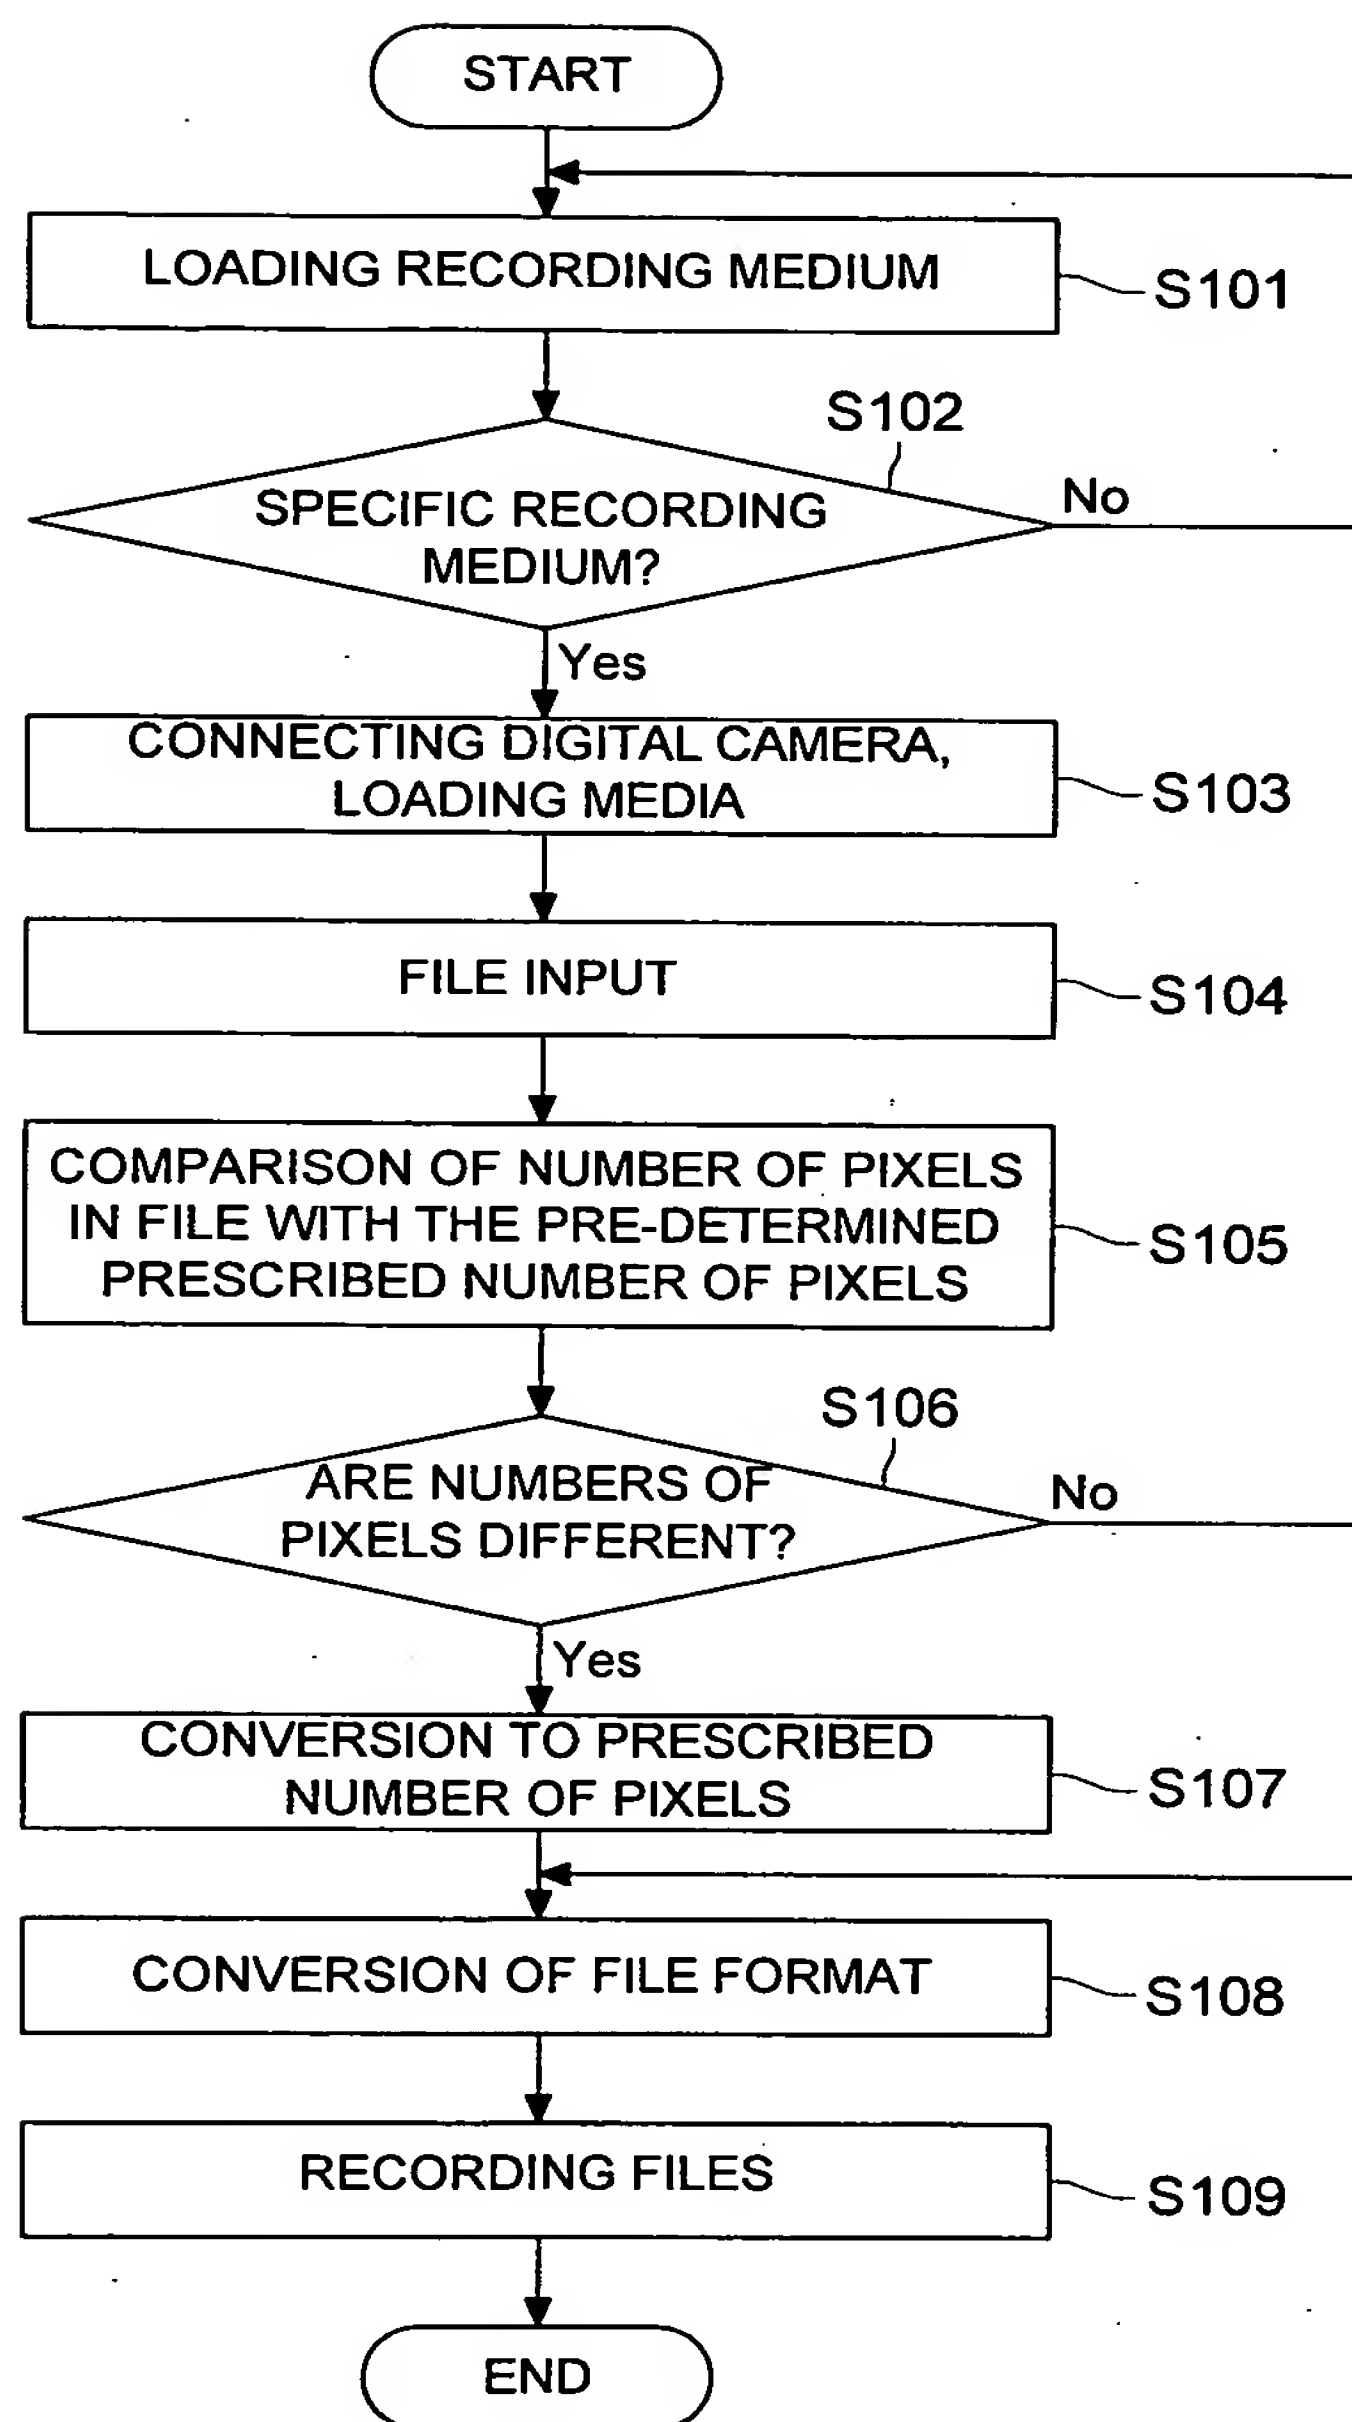 START
LOADING RECORDING MEDIUM
S101
S102
SPECIFIC RECORDING
MEDIUM?
No
Yes
CONNECTING DIGITAL CAMERA,
LOADING MEDIA
S103
FILE INPUT
S104
COMPARISON OF NUMBER OF PIXELS
IN FILE WITH THE PRE-DETERMINED
PRESCRIBED NUMBER OF PIXELS
S105
S106
ARE NUMBERS OF
PIXELS DIFFERENT?
No
Yes
CONVERSION TO PRESCRIBED
NUMBER OF PIXELS
S107
CONVERSION OF FILE FORMAT
S108
RECORDING FILES
S109
END